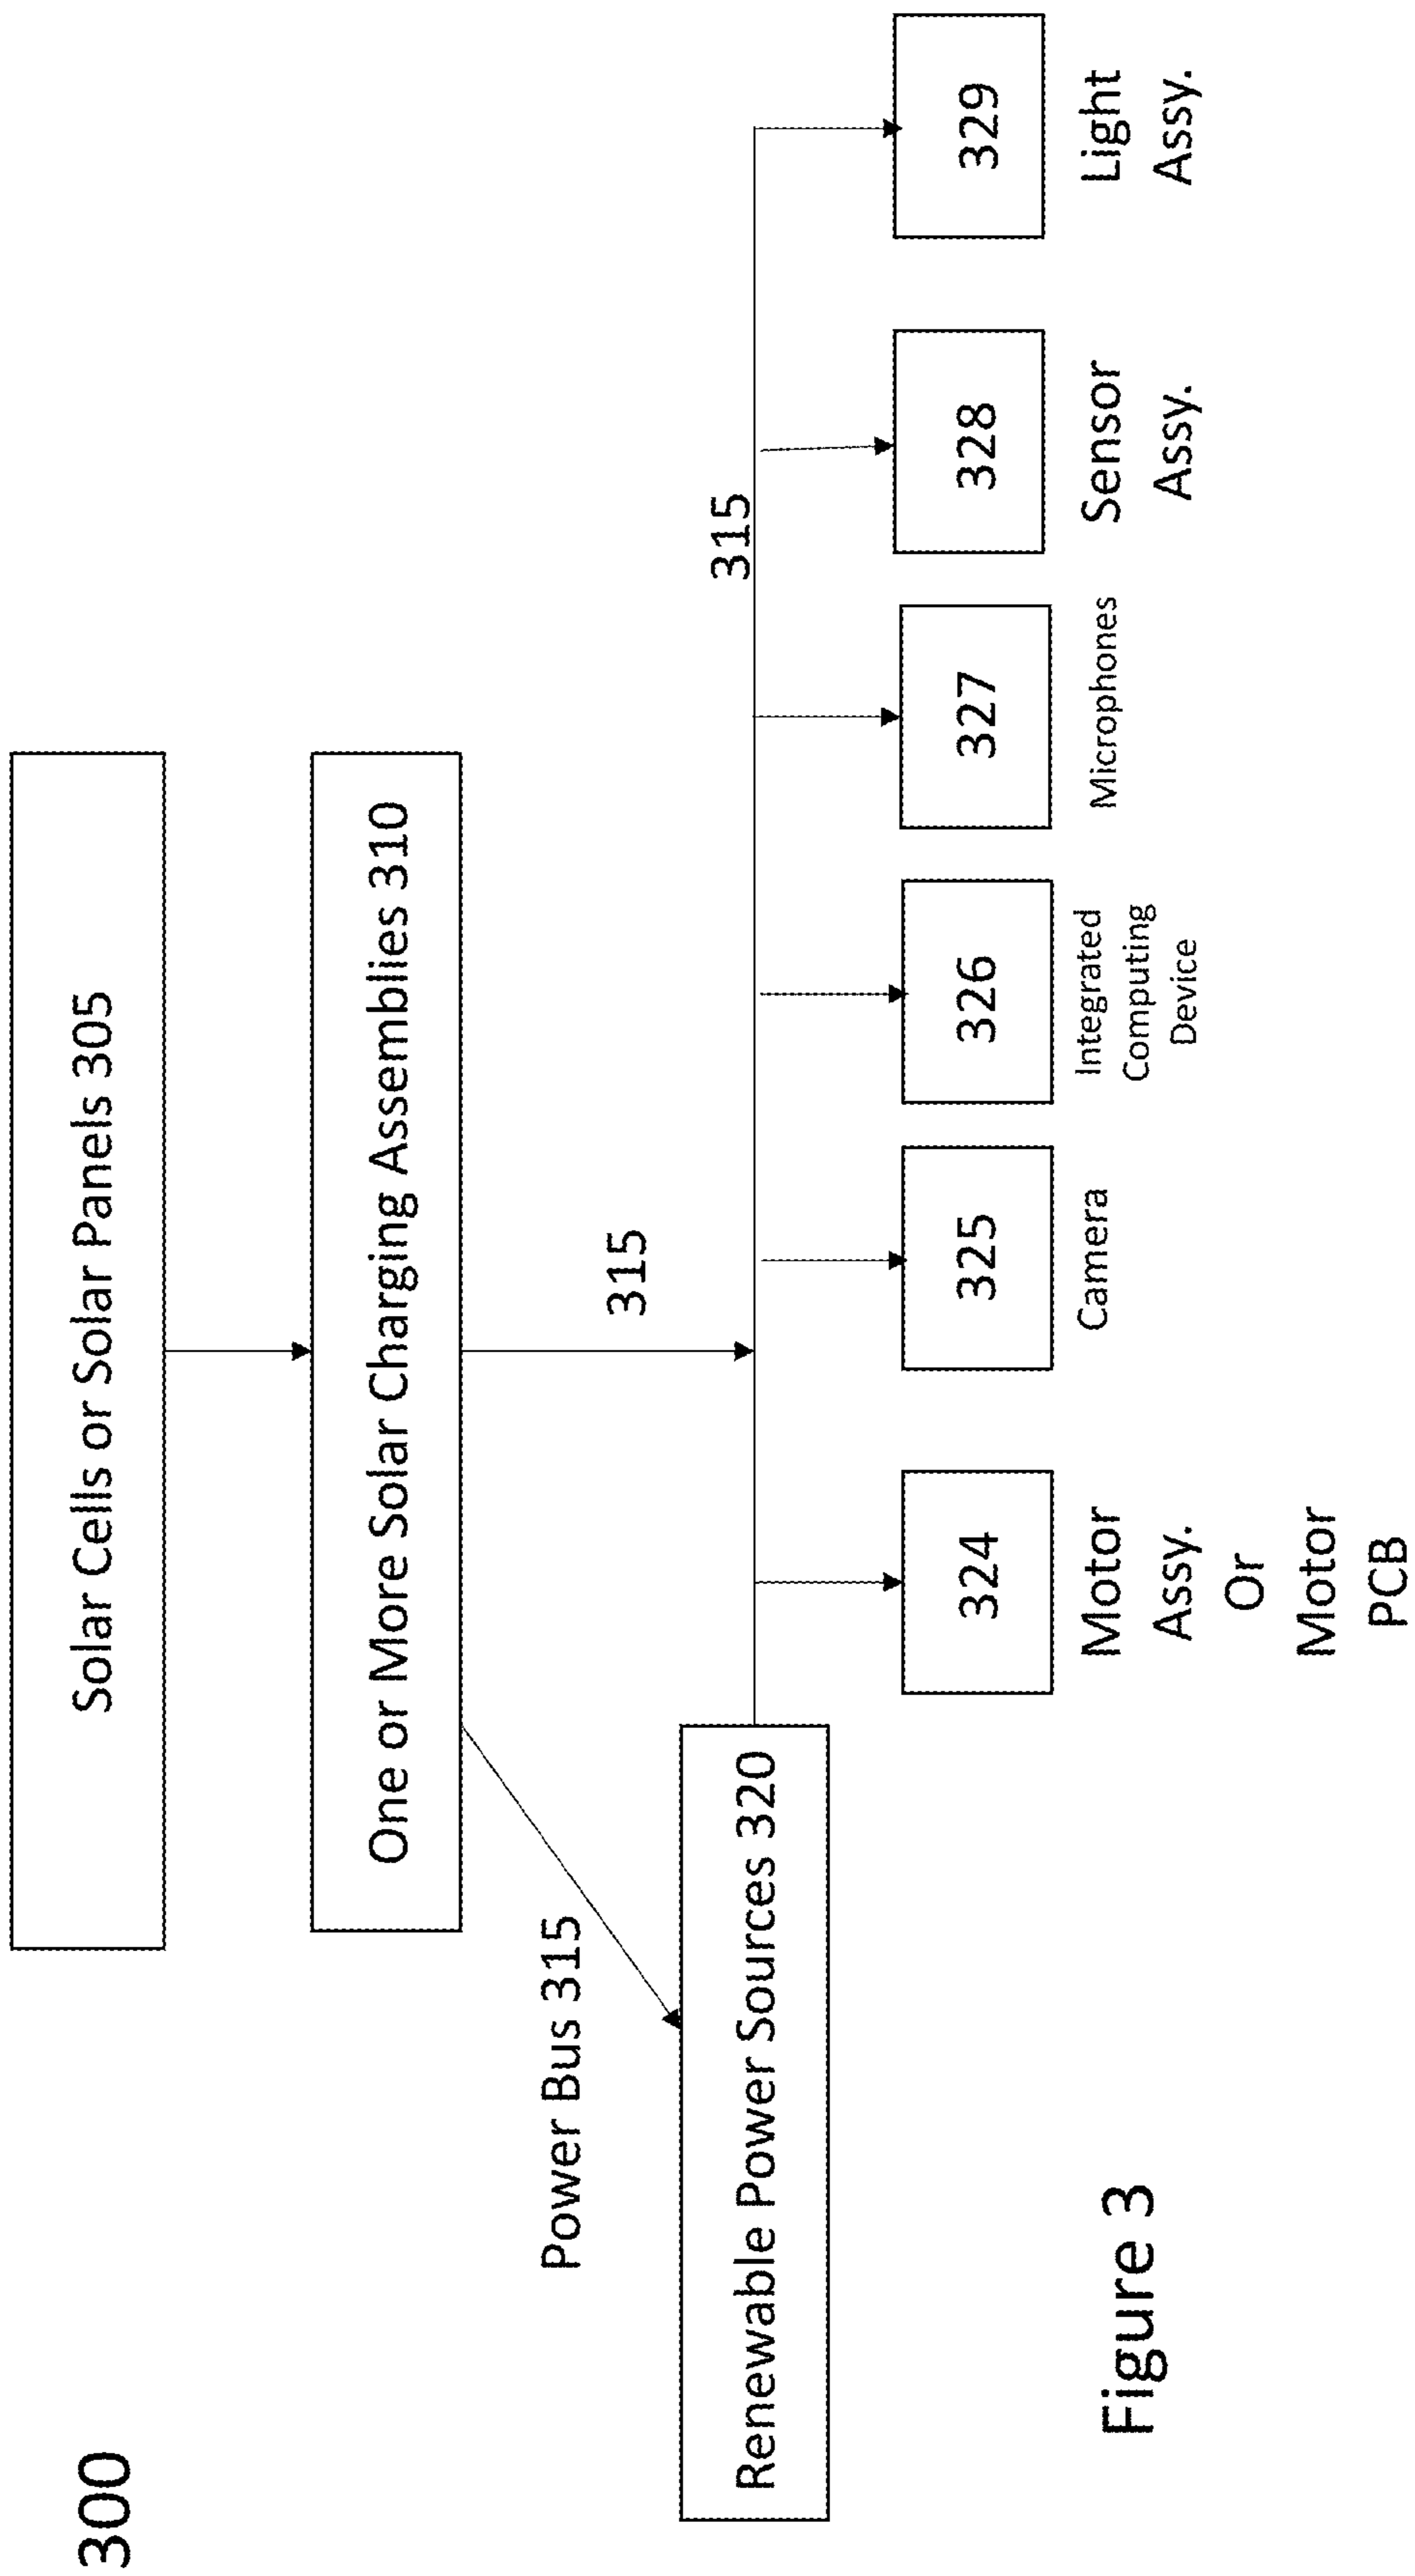 300
Solar Cells or Solar Panels 305
One or More Solar Charging Assemblies 310
Power Bus 315
315
315
Renewable Power Sources 320
324
325
326
327
328
329
Motor
Assy.
Or
Motor
PCB
Camera
Integrated
Computing
Device
Microphones
Sensor
Assy.
Light
Assy.
Figure 3